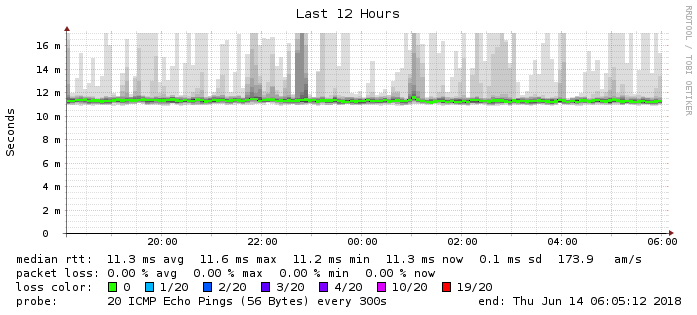 Last 12 Hours
RRDTOOL / TOBI OETIKER
Seconds
16 m
14 m
12 m
10 m
8 m
6 m
4 m
2 m
0
20:00 22:00 00:00 02:00 04:00 06:00
median rtt: 11.3 ms avg 11.6 ms max 11.2 ms min 11.3 ms now 0.1 ms sd 173.9 am/s
packet loss: 0.00 % avg 0.00 % max 0.00 % min 0.00 % now
loss color: 0 1/20 2/20 3/20 4/20 10/20 19/20
probe: 20 ICMP Echo Pings (56 Bytes) every 300s end: Thu Jun 14 06:05:12 2018